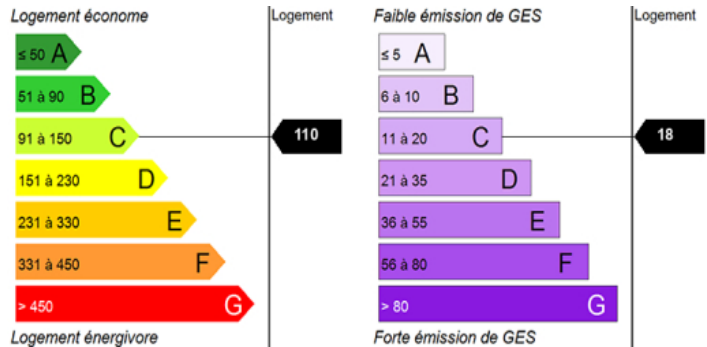 Logement économe
Logement
≤ 50 A
51 à 90 B
91 à 150 C
110
151 à 230 D
231 à 330 E
331 à 450 F
> 450 G
Logement énergivore
Faible émission de GES
Logement
≤ 5 A
6 à 10 B
11 à 20 C
18
21 à 35 D
36 à 55 E
56 à 80 F
> 80 G
Forte émission de GES